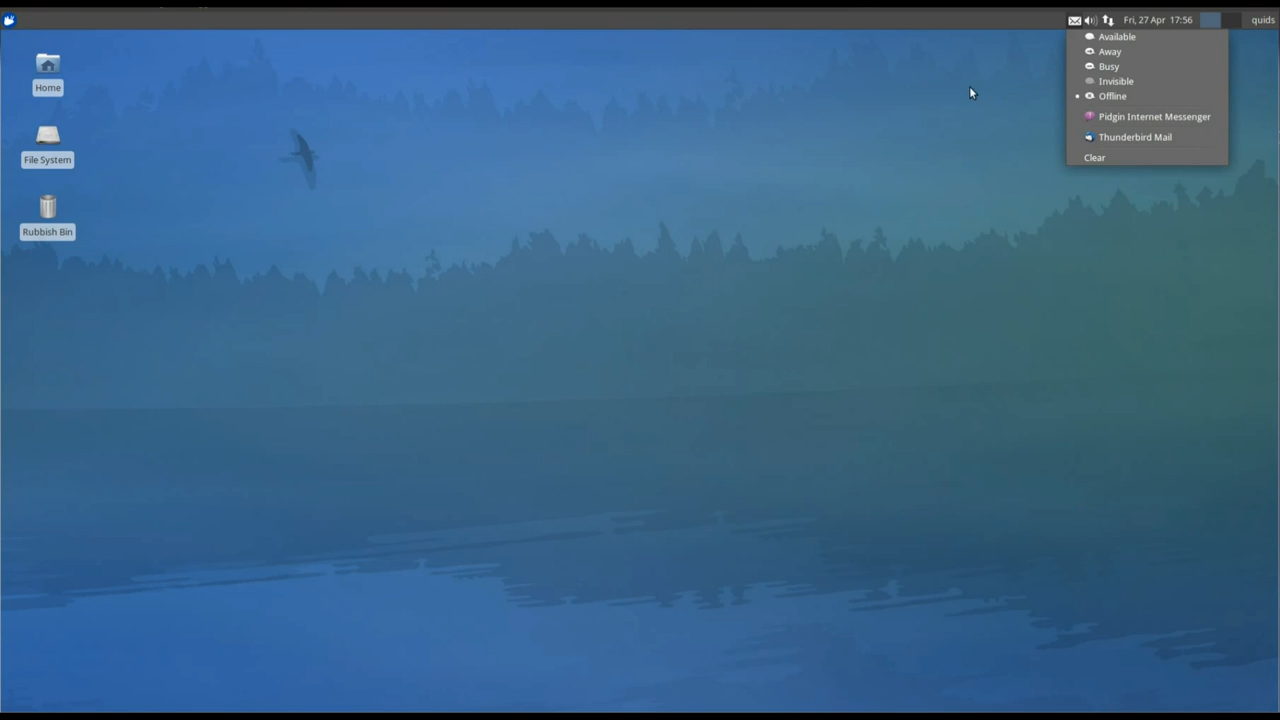 Fri, 27 Apr 17:56
quids
Available
Away
Busy
Invisible
Offline
Pidgin Internet Messenger
Thunderbird Mail
Clear
Home
File System
Rubbish Bin